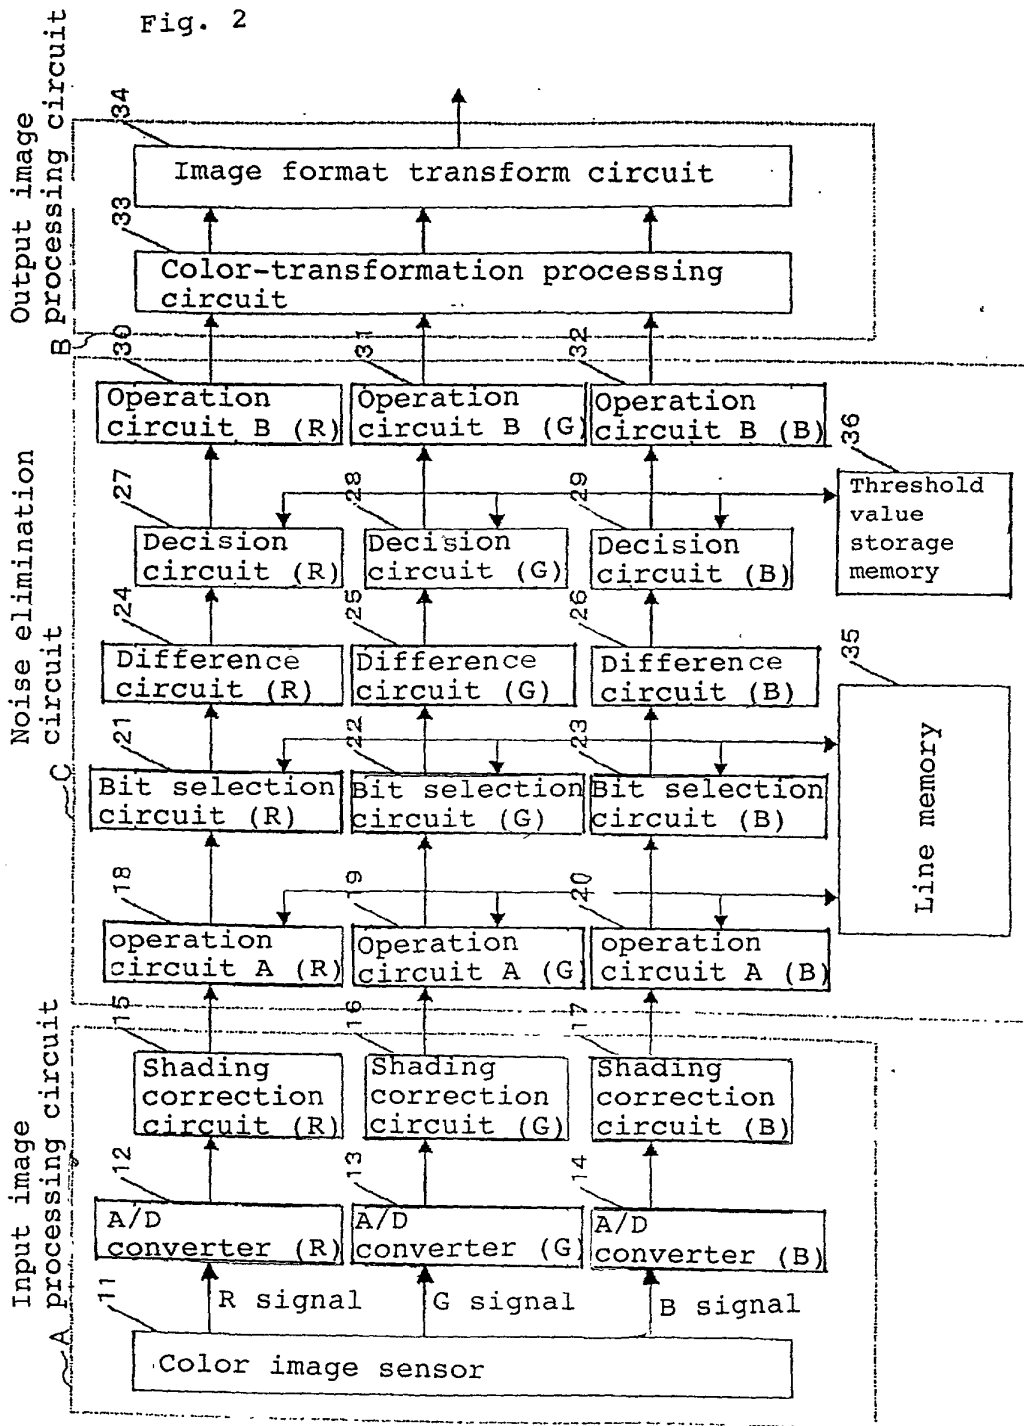 Fig. 2
Output image
processing circuit
B
34
Image format transform circuit
33
Color-transformation processing
circuit
Noise elimination
circuit
C
30
Operation
circuit B (R)
31
Operation
circuit B (G)
32
Operation
circuit B (B)
27
Decision
circuit (R)
28
Decision
circuit (G)
29
Decision
circuit (B)
36
Threshold
value
storage
memory
24
Difference
circuit (R)
25
Difference
circuit (G)
26
Difference
circuit (B)
21
Bit selection
circuit (R)
22
Bit selection
circuit (G)
23
Bit selection
circuit (B)
35
Line memory
18
operation
circuit A (R)
19
Operation
circuit A (G)
20
operation
circuit A (B)
Input image
processing circuit
A
15
Shading
correction
circuit (R)
16
Shading
correction
circuit (G)
17
Shading
correction
circuit (B)
12
A/D
converter (R)
13
A/D
converter (G)
14
A/D
converter (B)
R signal
G signal
B signal
11
Color image sensor